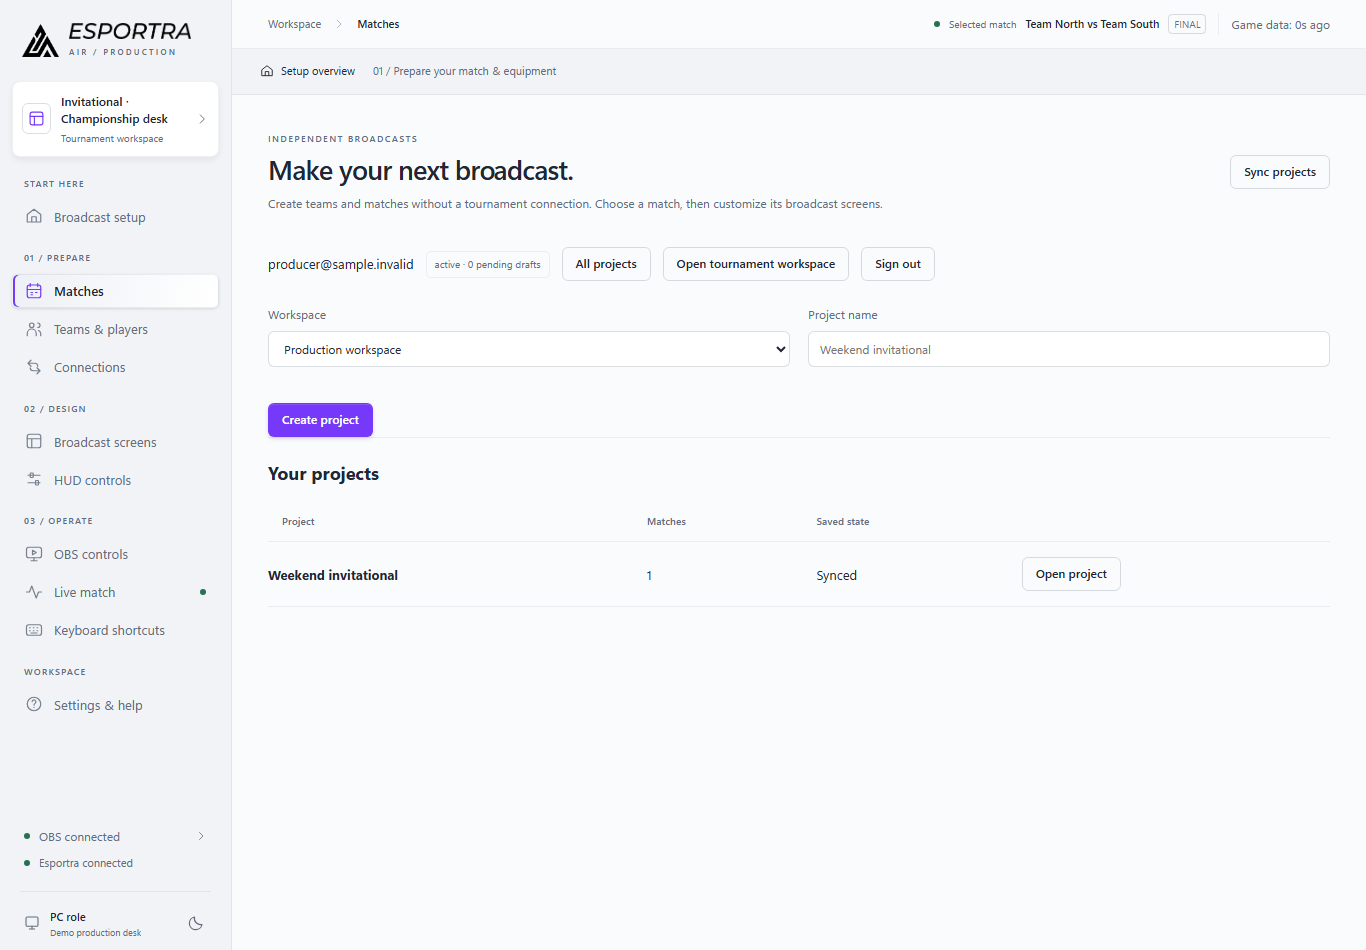 ESPORTRA
AIR / PRODUCTION
Invitational ·
Championship desk
Tournament workspace
START HERE
Broadcast setup
01 / PREPARE
Matches
Teams & players
Connections
02 / DESIGN
Broadcast screens
HUD controls
03 / OPERATE
OBS controls
Live match
Keyboard shortcuts
WORKSPACE
Settings & help
OBS connected
Esportra connected
PC role
Demo production desk
Workspace Matches
Selected match Team North vs Team South FINAL Game data: 0s ago
Setup overview 01 / Prepare your match & equipment
INDEPENDENT BROADCASTS
Make your next broadcast.
Sync projects
Create teams and matches without a tournament connection. Choose a match, then customize its broadcast screens.
producer@sample.invalid active · 0 pending drafts All projects Open tournament workspace Sign out
Workspace Project name
Production workspace Weekend invitational
Create project
Your projects
Project Matches Saved state
Weekend invitational 1 Synced Open project